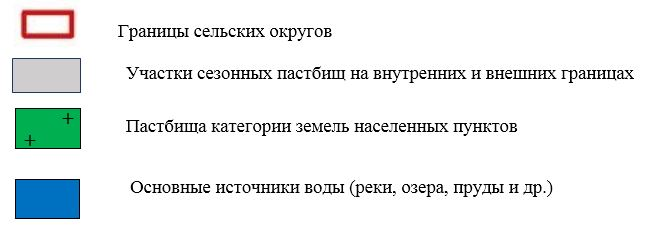 Границы сельских округов
Участки сезонных пастбищ на внутренних и внешних границах
Пастбища категории земель населенных пунктов
Основные источники воды (реки, озера, пруды и др.)